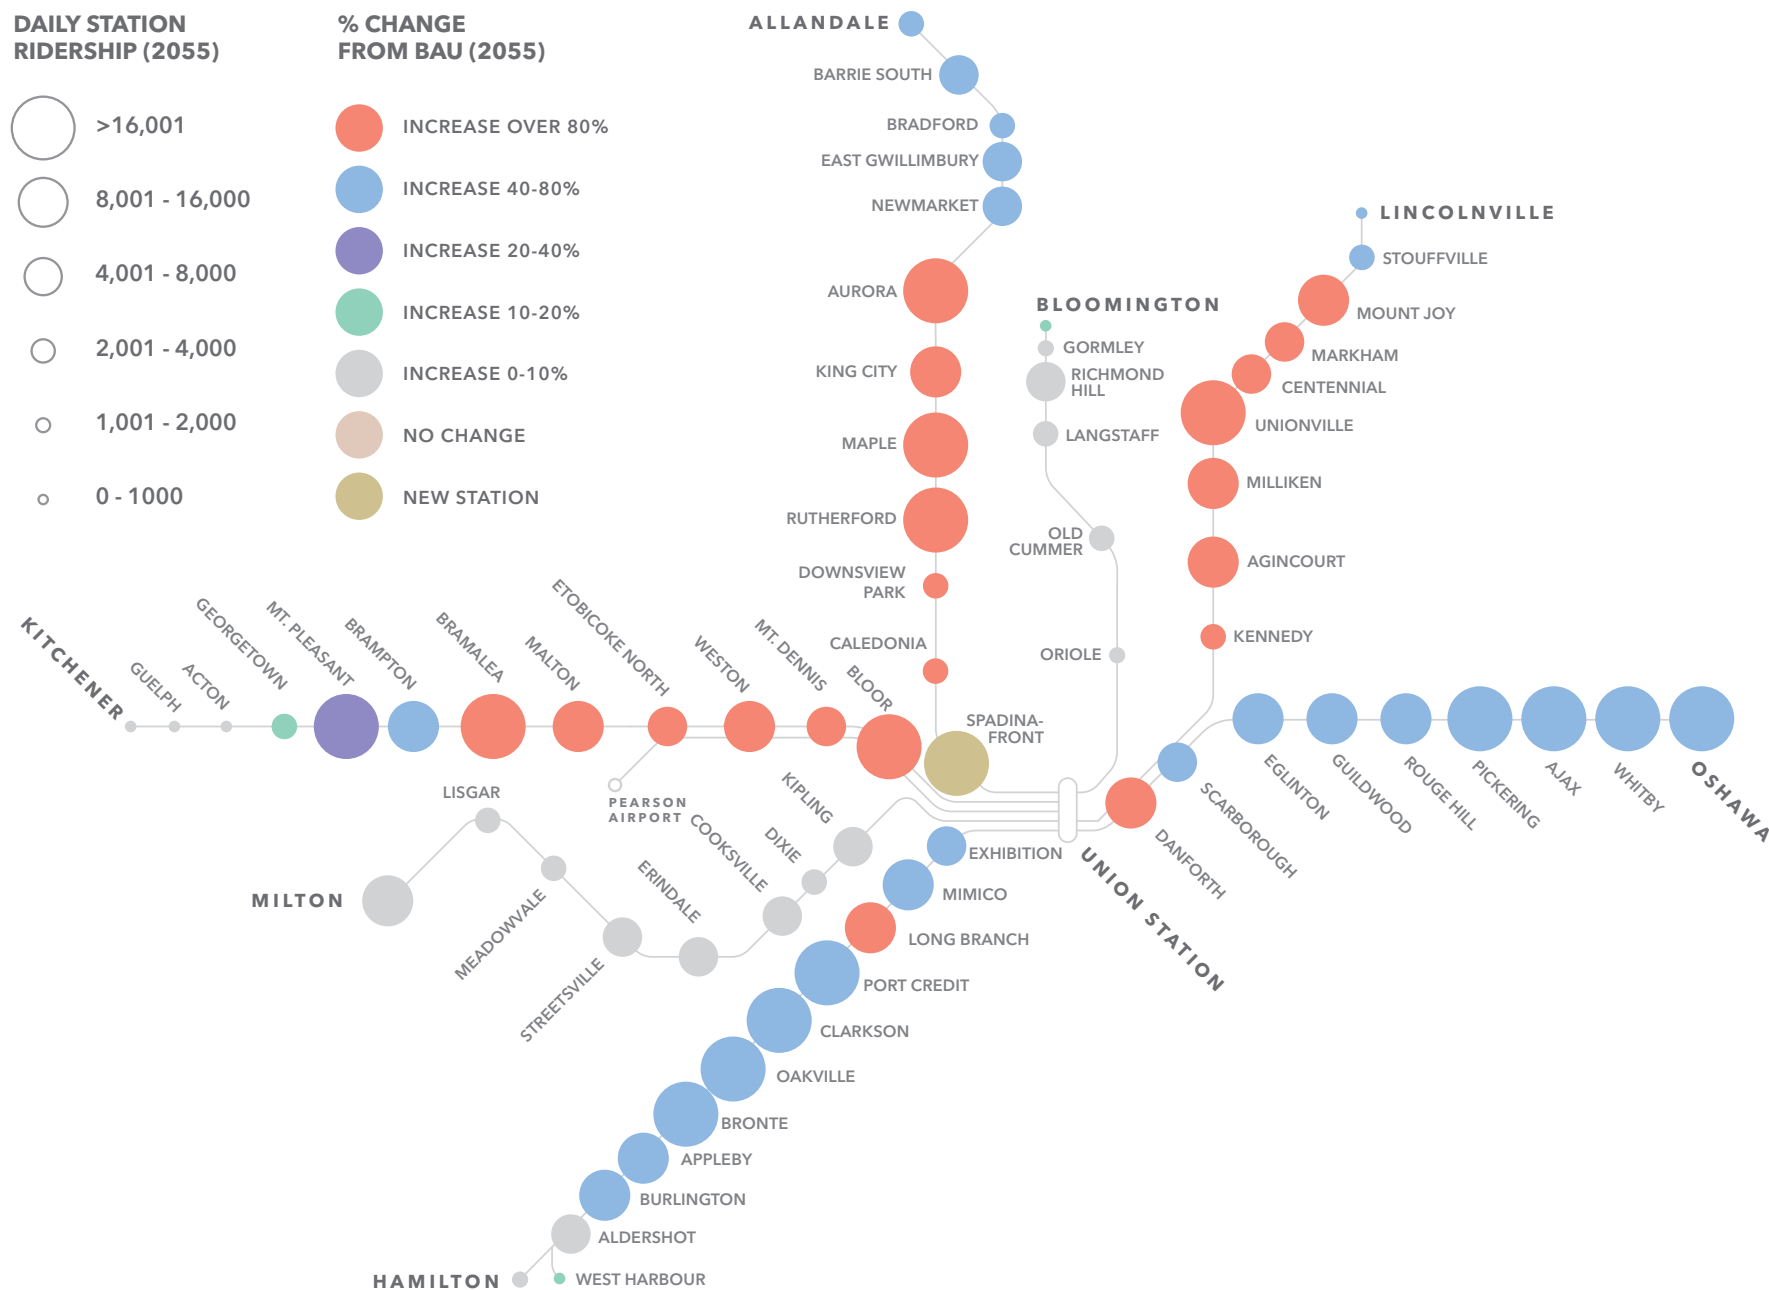 DAILY STATION
RIDERSHIP (2055)
>16,001
8,001 - 16,000
4,001 - 8,000
2,001 - 4,000
1,001 - 2,000
0 - 1000
% CHANGE
FROM BAU (2055)
INCREASE OVER 80%
INCREASE 40-80%
INCREASE 20-40%
INCREASE 10-20%
INCREASE 0-10%
NO CHANGE
NEW STATION
ALLANDALE
BARRIE SOUTH
BRADFORD
EAST GWILLIMBURY
NEWMARKET
AURORA
KING CITY
MAPLE
RUTHERFORD
DOWNSVIEW
PARK
CALEDONIA
SPADINA-
FRONT
BLOOMINGTON
GORMLEY
RICHMOND
HILL
LANGSTAFF
OLD
CUMMER
ORIOLE
LINCOLNVILLE
STOUFFVILLE
MOUNT JOY
MARKHAM
CENTENNIAL
UNIONVILLE
MILLIKEN
AGINCOURT
KENNEDY
KITCHENER
GUELPH
ACTON
GEORGETOWN
MT. PLEASANT
BRAMPTON
BRAMALEA
MALTON
ETOBICOKE NORTH
WESTON
MT. DENNIS
BLOOR
PEARSON
AIRPORT
MILTON
LISGAR
MEADOWVALE
STREETSVILLE
ERINDALE
COOKSVILLE
DIXIE
KIPLING
UNION STATION
DANFORTH
SCARBOROUGH
EGLINTON
GUILDWOOD
ROUGE HILL
PICKERING
AJAX
WHITBY
OSHAWA
EXHIBITION
MIMICO
LONG BRANCH
PORT CREDIT
CLARKSON
OAKVILLE
BRONTE
APPLEBY
BURLINGTON
ALDERSHOT
HAMILTON
WEST HARBOUR